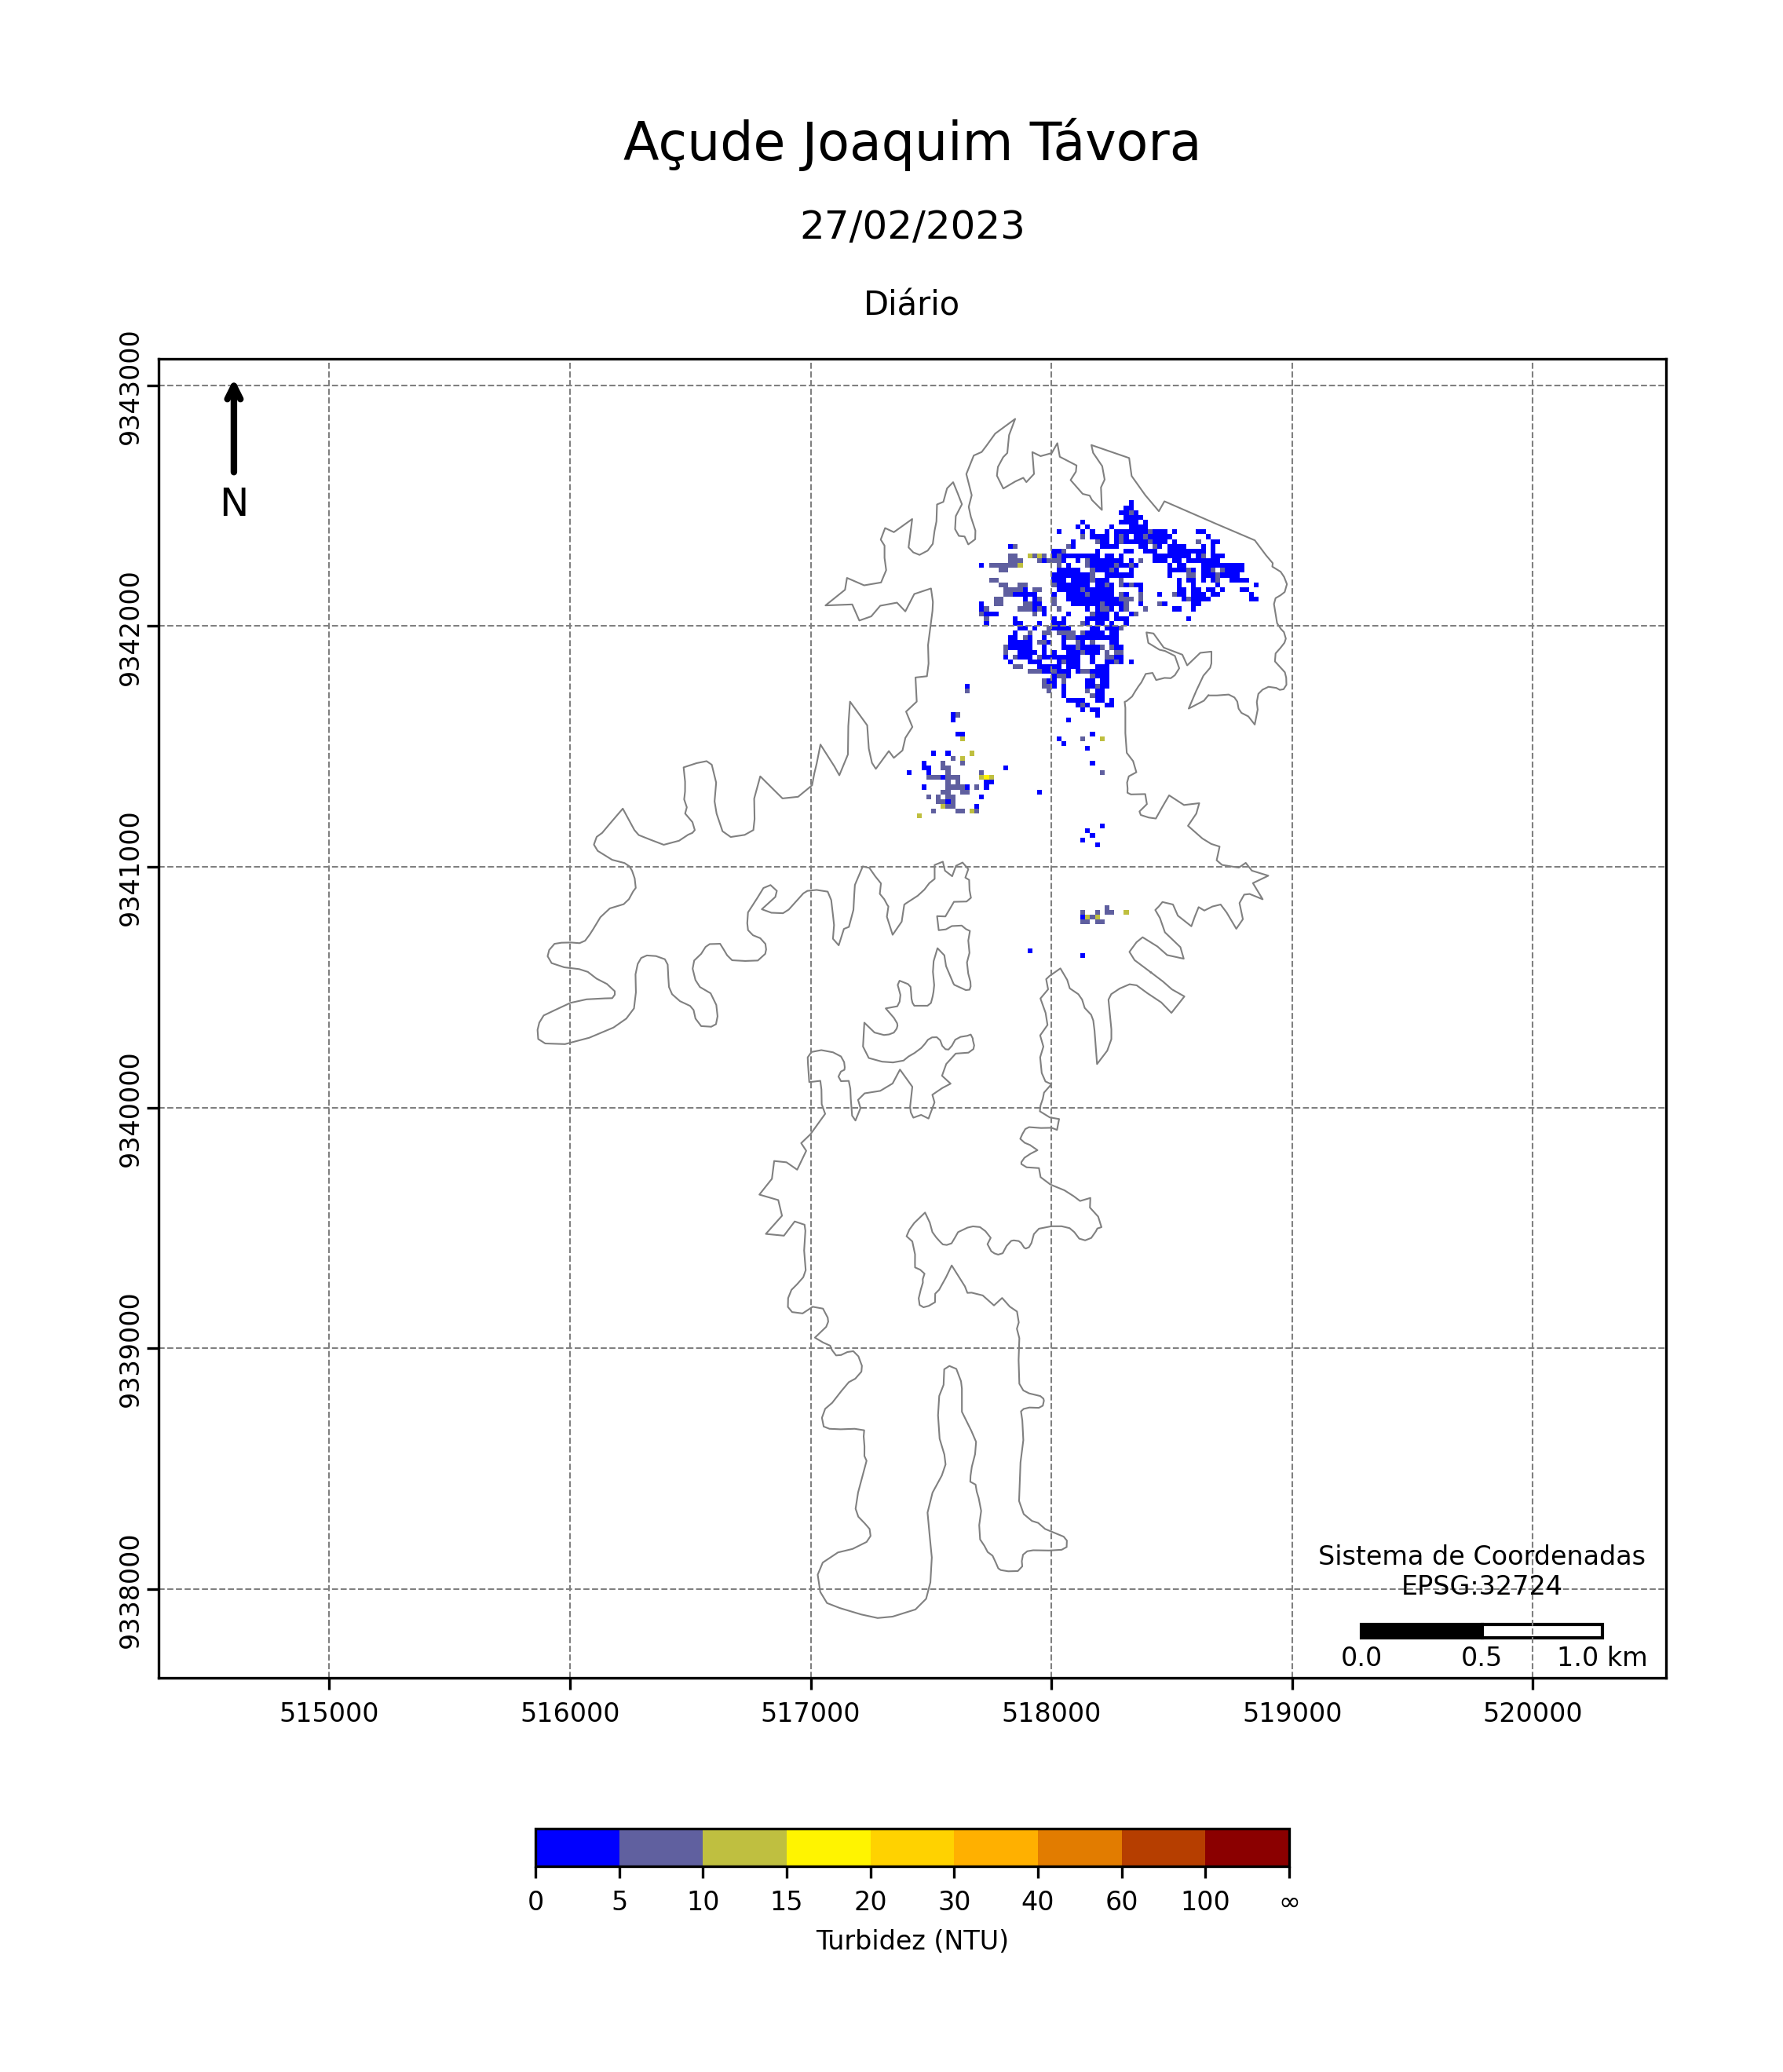 Açude Joaquim Távora
27/02/2023
Diário
9343000
9342000
9341000
9340000
9339000
9338000
N
Sistema de Coordenadas
EPSG:32724
0.0 0.5 1.0 km
515000 516000 517000 518000 519000 520000
0 5 10 15 20 30 40 60 100 ∞
Turbidez (NTU)